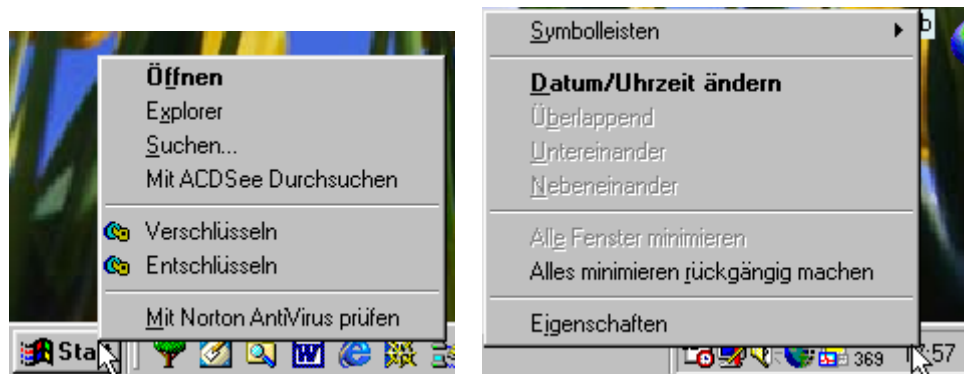 Öffnen
Explorer
Suchen...
Mit ACDSee Durchsuchen
Verschlüsseln
Entschlüsseln
Mit Norton AntiVirus prüfen
Symbolleisten
Datum/Uhrzeit ändern
Überlappend
Untereinander
Nebeneinander
Alle Fenster minimieren
Alles minimieren rückgängig machen
Eigenschaften
369 :57